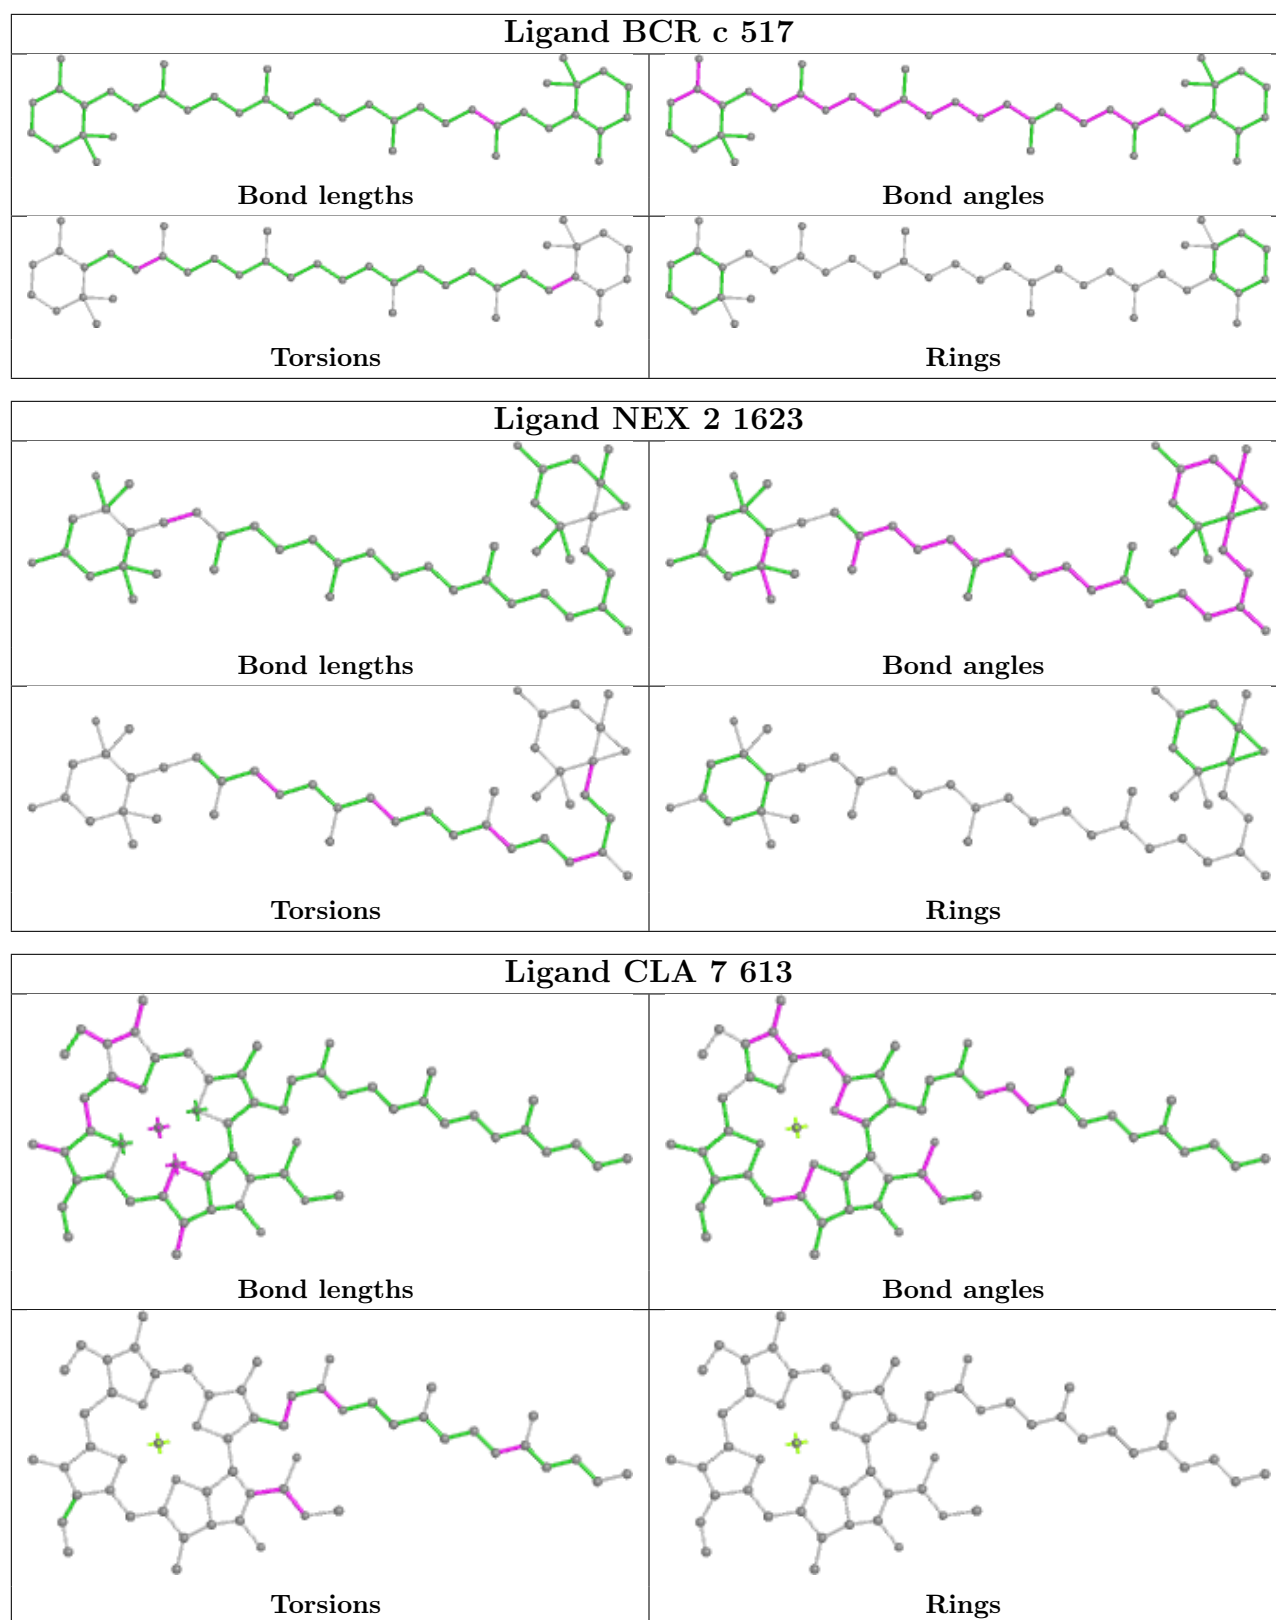 Ligand BCR c 517
Bond lengths
Bond angles
Torsions
Rings
Ligand NEX 2 1623
Bond lengths
Bond angles
Torsions
Rings
Ligand CLA 7 613
Bond lengths
Bond angles
Torsions
Rings